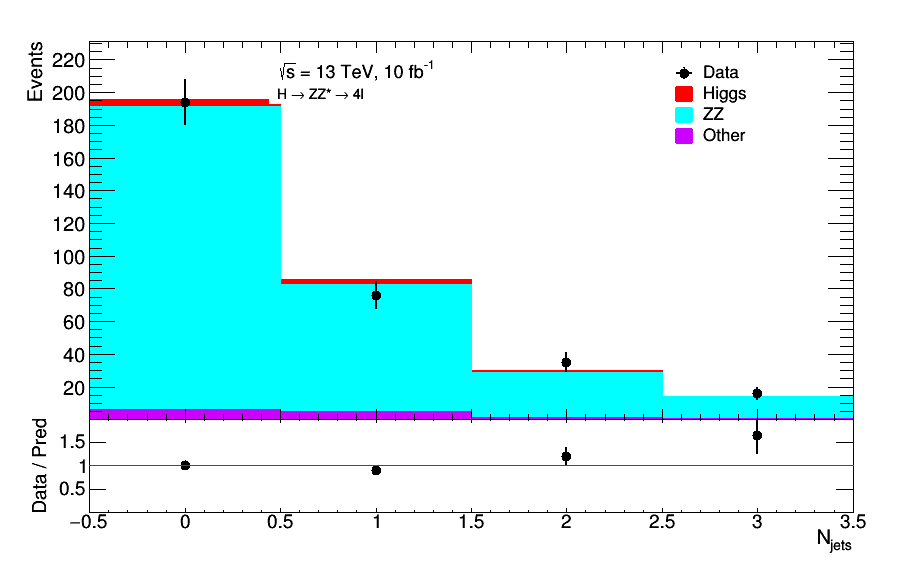 Events
220
200
180
160
140
120
100
80
60
40
20
√s = 13 TeV, 10 fb⁻¹
H → ZZ* → 4l
Data
Higgs
ZZ
Other
Data / Pred
1.5
1
0.5
−0.5 0 0.5 1 1.5 2 2.5 3 3.5
N_jets